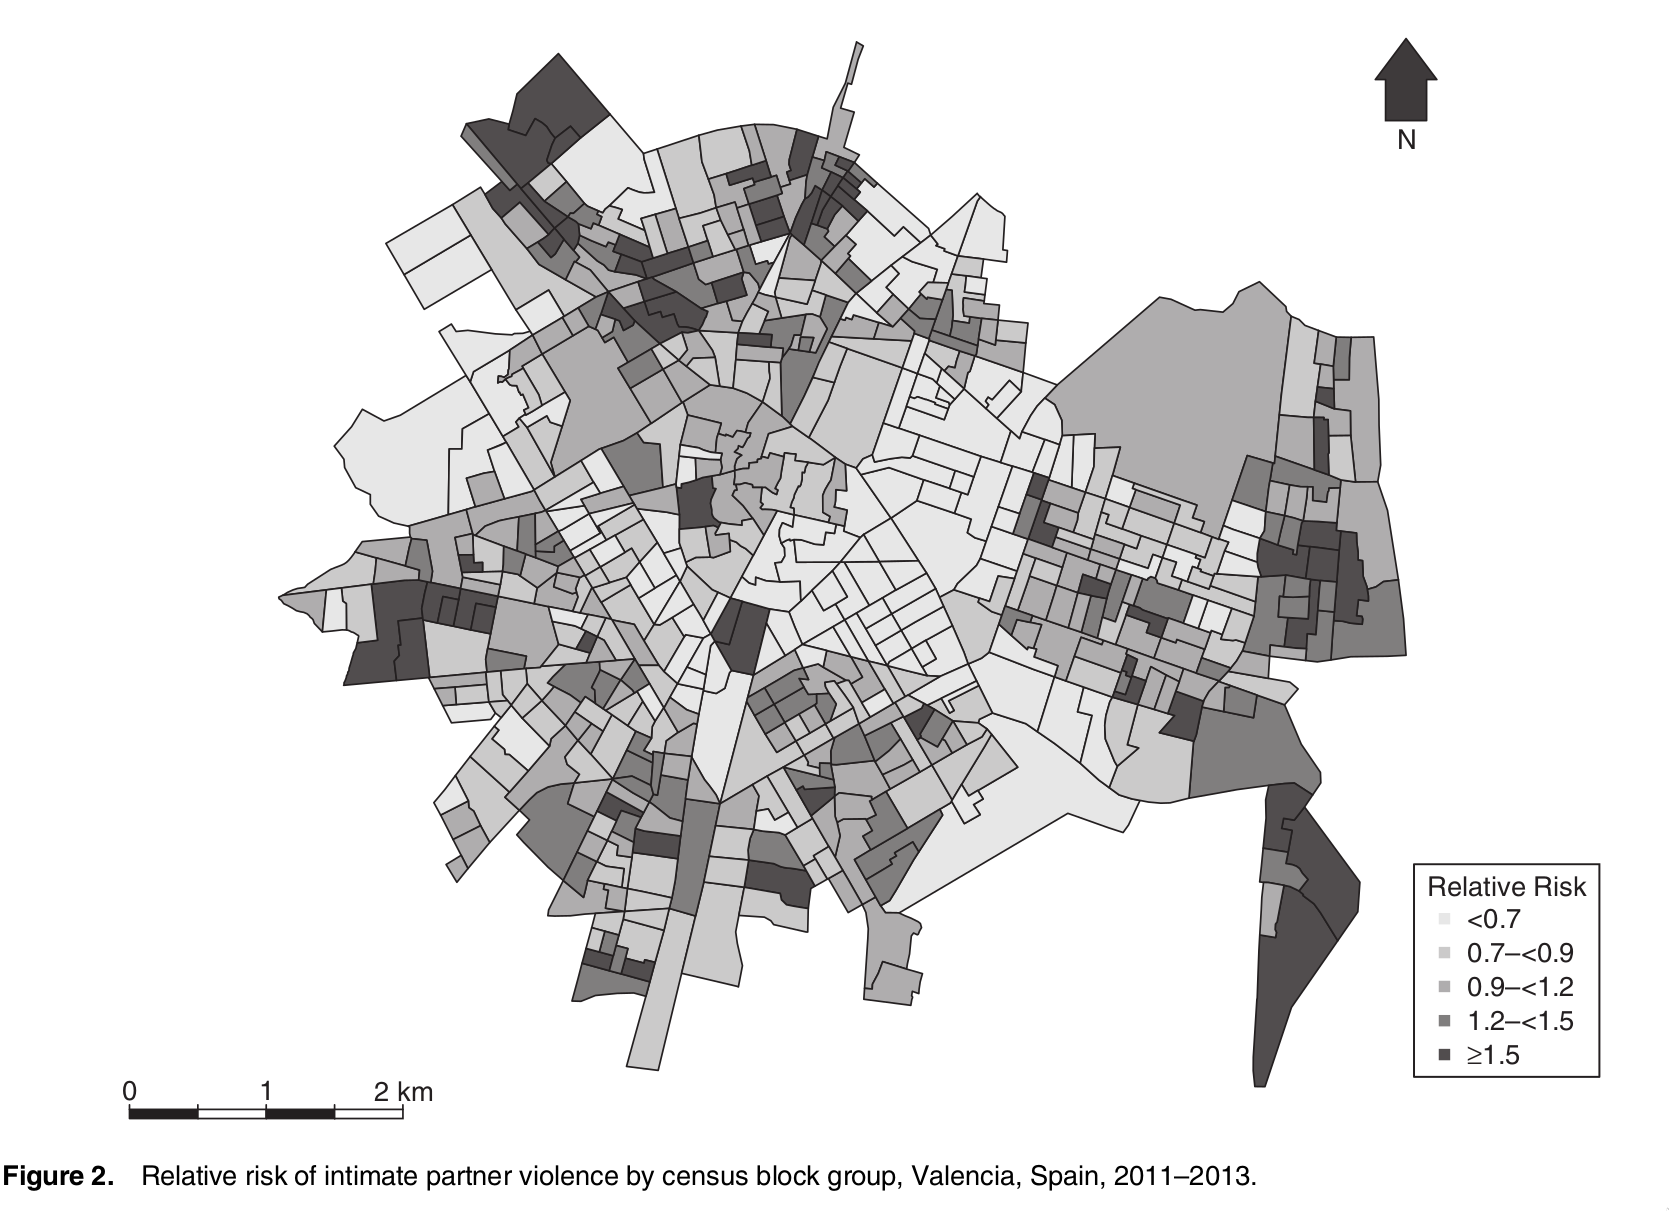 N
Relative Risk
<0.7
0.7–<0.9
0.9–<1.2
1.2–<1.5
≥1.5
0 1 2 km
Figure 2. Relative risk of intimate partner violence by census block group, Valencia, Spain, 2011–2013.